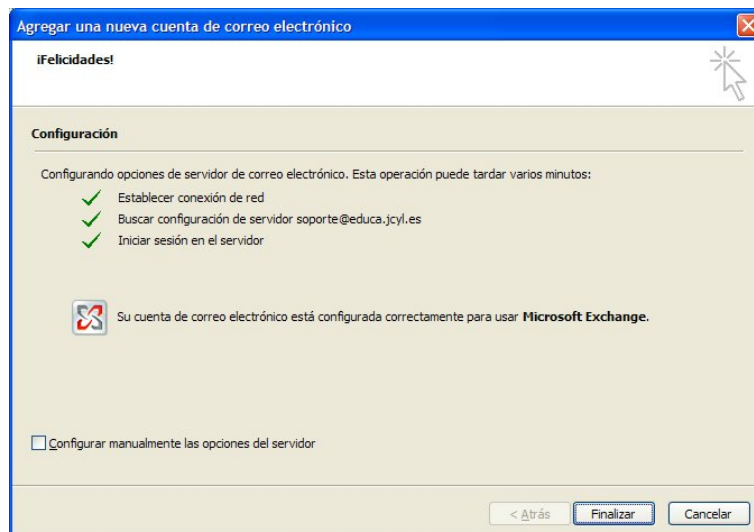 Agregar una nueva cuenta de correo electrónico
¡Felicidades!
Configuración
Configurando opciones de servidor de correo electrónico. Esta operación puede tardar varios minutos:
Establecer conexión de red
Buscar configuración de servidor soporte@educa.jcyl.es
Iniciar sesión en el servidor
Su cuenta de correo electrónico está configurada correctamente para usar Microsoft Exchange.
Configurar manualmente las opciones del servidor
< Atrás Finalizar Cancelar